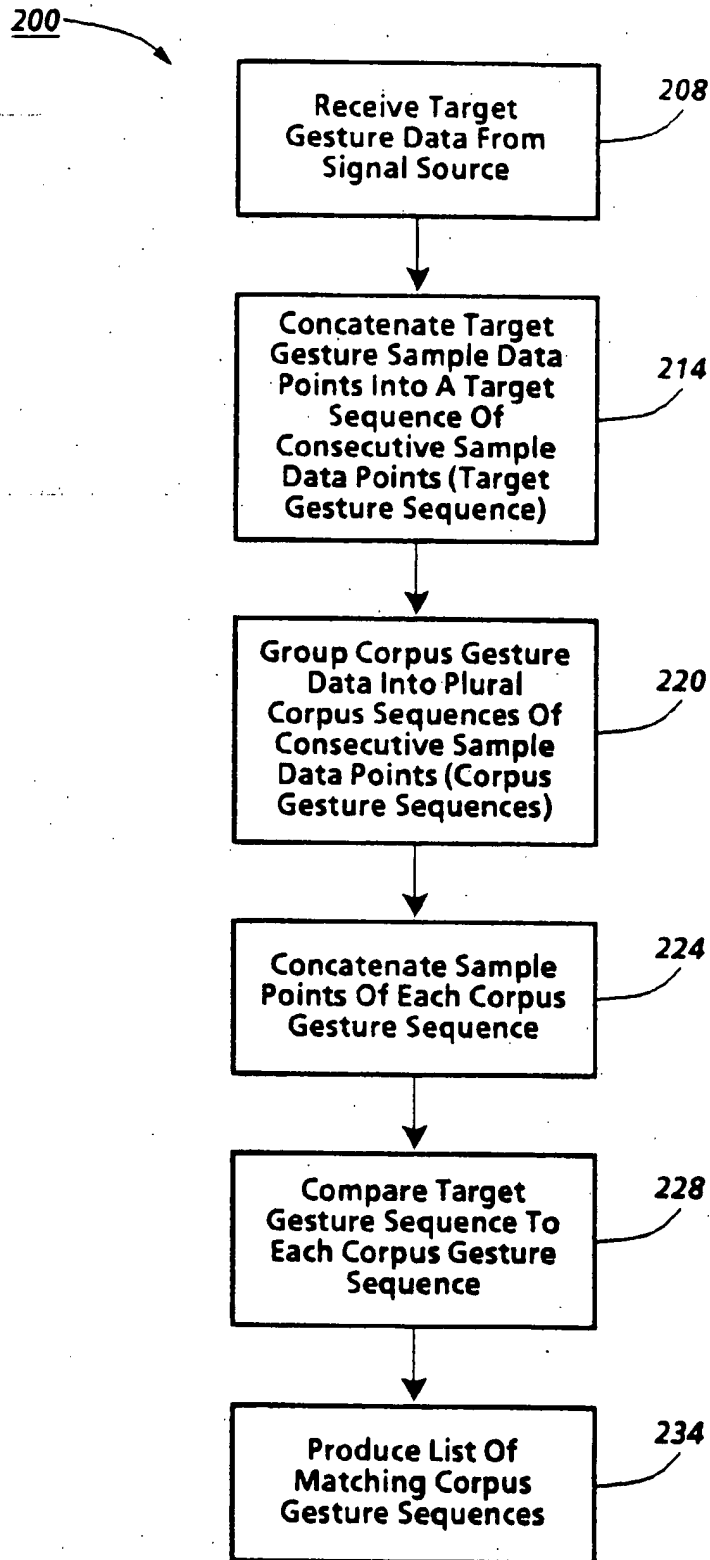 200
Receive Target
Gesture Data From
Signal Source
208
Concatenate Target
Gesture Sample Data
Points Into A Target
Sequence Of
Consecutive Sample
Data Points (Target
Gesture Sequence)
214
Group Corpus Gesture
Data Into Plural
Corpus Sequences Of
Consecutive Sample
Data Points (Corpus
Gesture Sequences)
220
Concatenate Sample
Points Of Each Corpus
Gesture Sequence
224
Compare Target
Gesture Sequence To
Each Corpus Gesture
Sequence
228
Produce List Of
Matching Corpus
Gesture Sequences
234